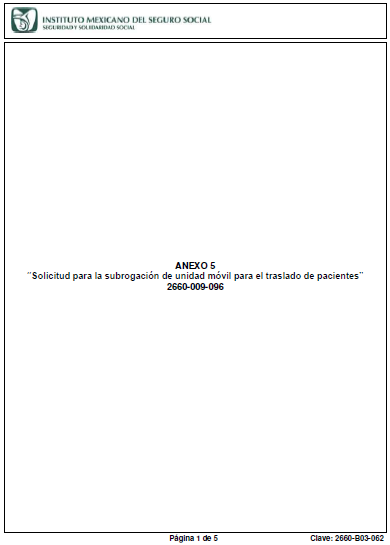 INSTITUTO MEXICANO DEL SEGURO SOCIAL
SEGURIDAD Y SOLIDARIDAD SOCIAL
ANEXO 5
"Solicitud para la subrogación de unidad móvil para el traslado de pacientes"
2660-009-096
Página 1 de 5 Clave: 2660-B03-062